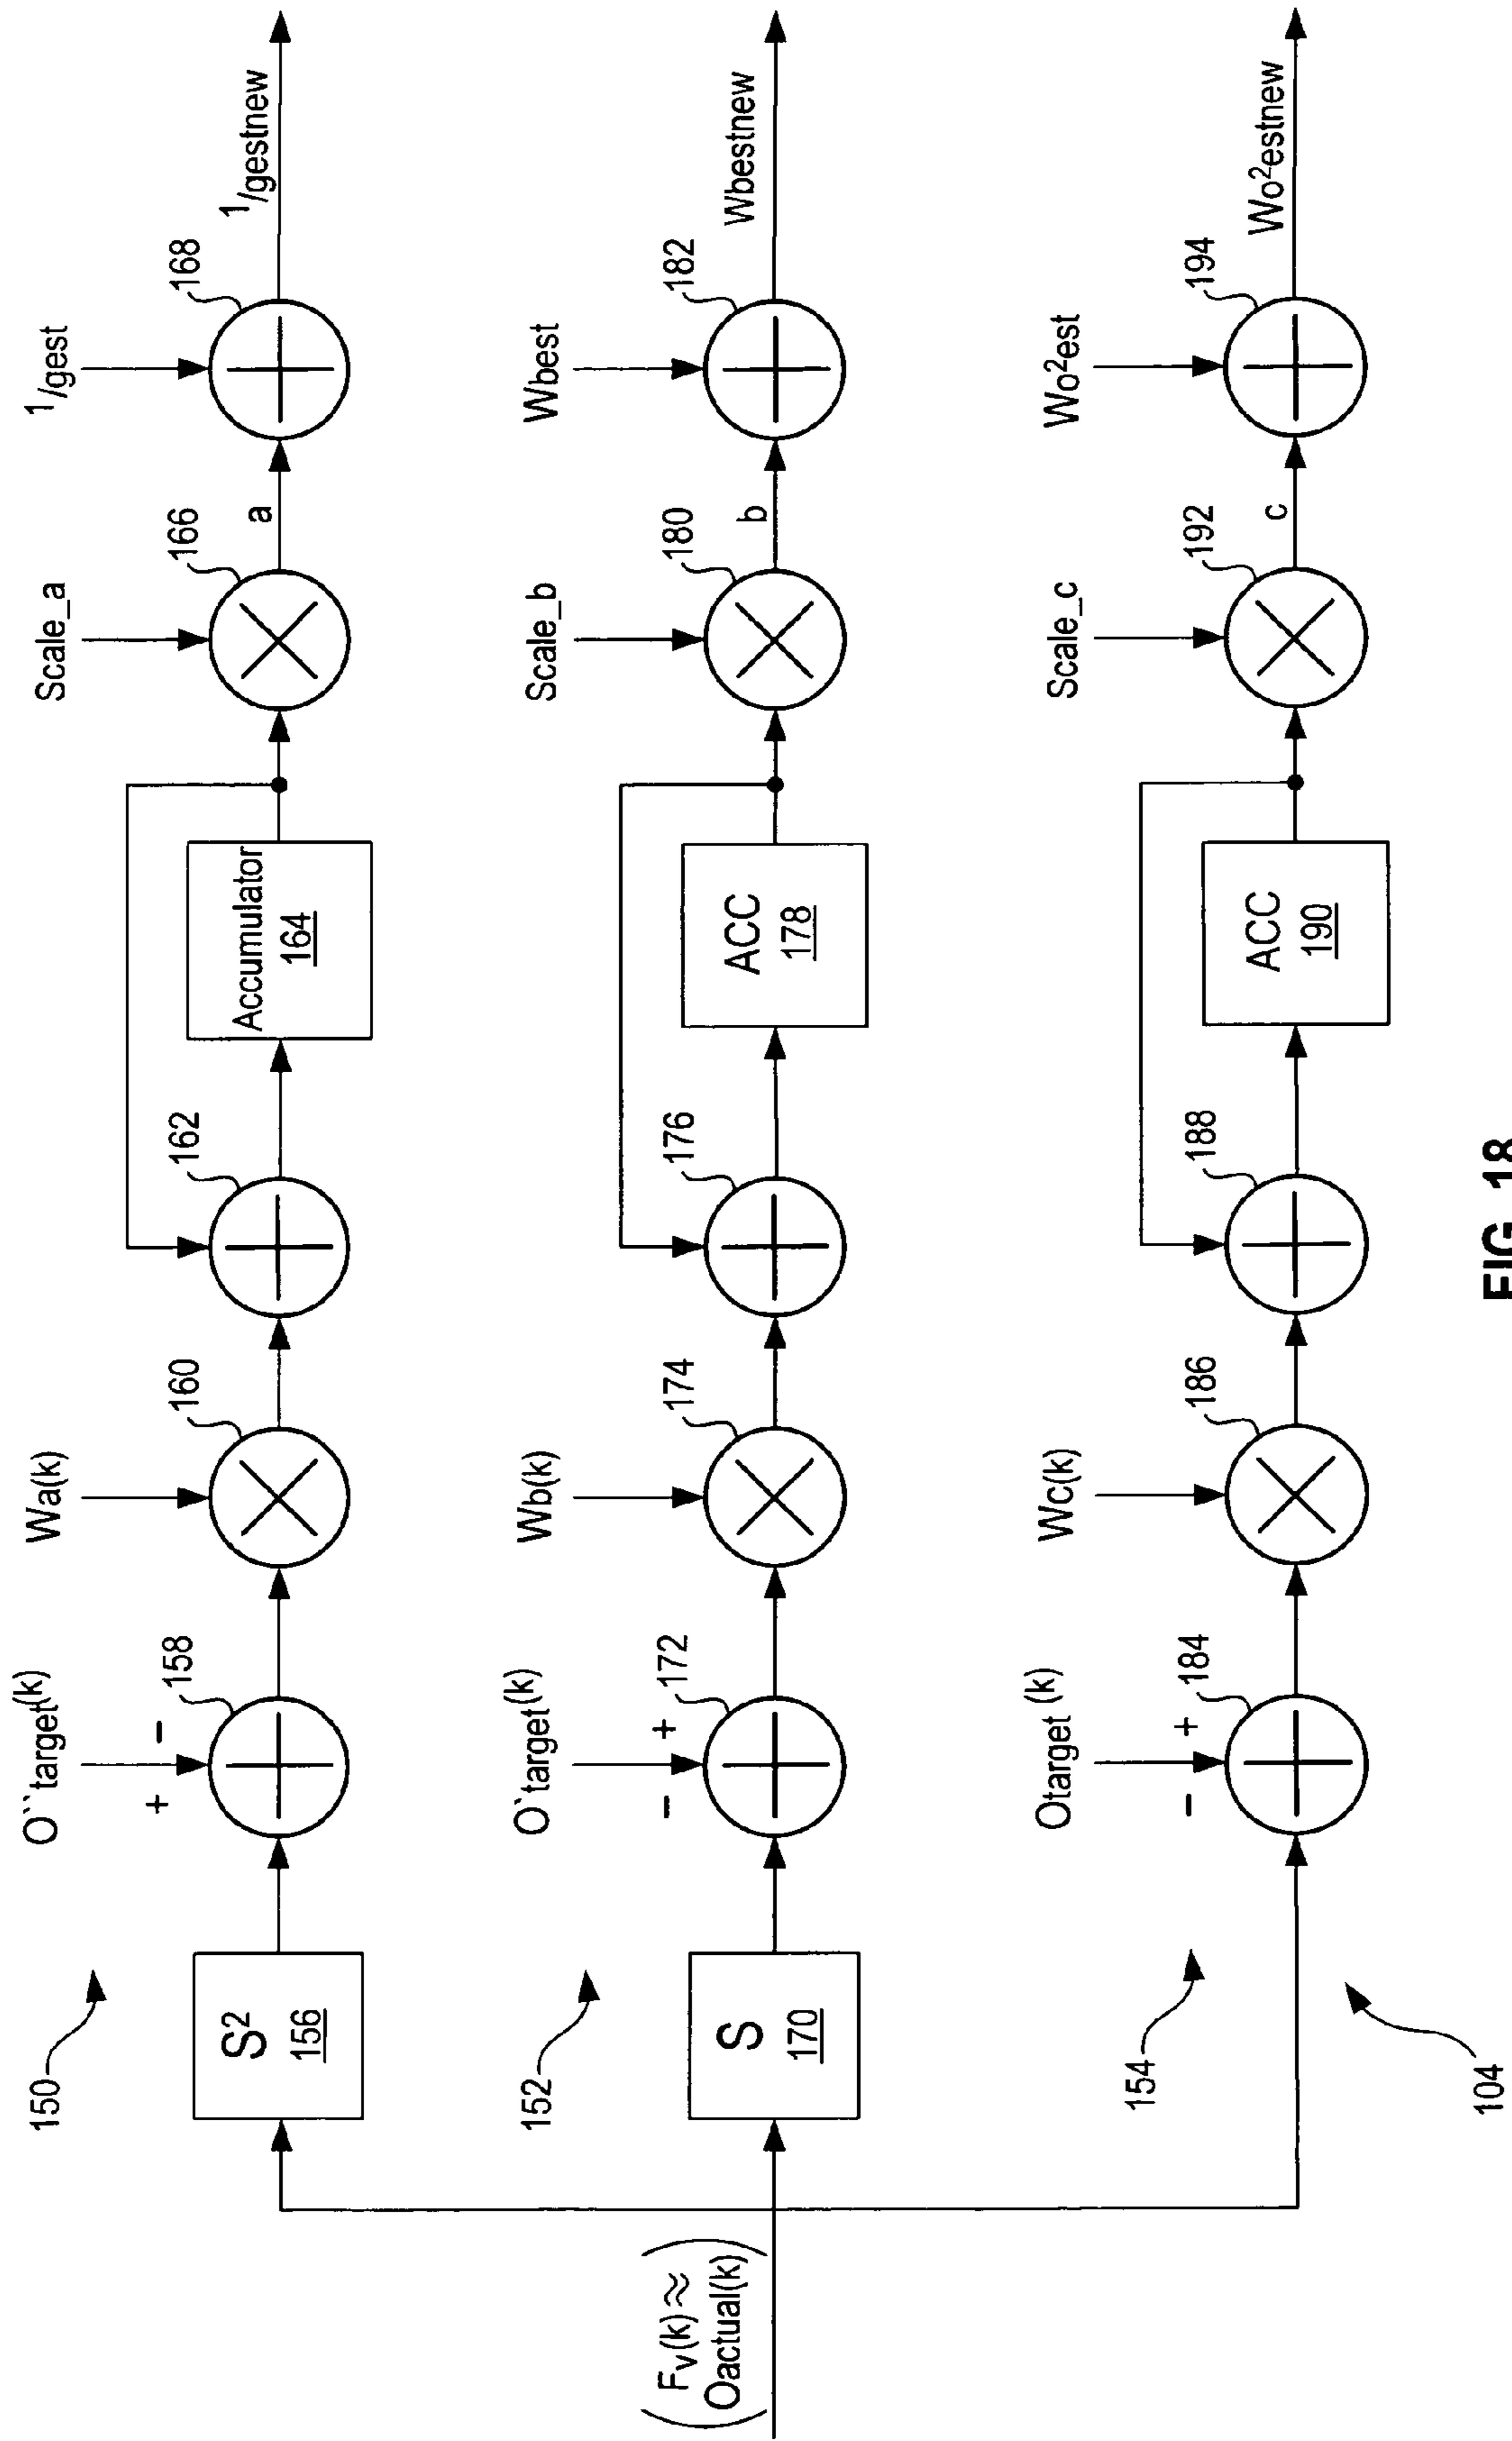 150
S²
156
O``target(k)
+
−
158
Wa(k)
160
162
Accumulator
164
Scale_a
166
a
1/gest
168
1/gestnew
(Fv(k) ≈
Oactual(k))
152
S
170
O`target(k)
−
+
172
Wb(k)
174
176
ACC
178
Scale_b
180
b
Wbest
182
Wbestnew
154
104
Otarget (k)
−
+
184
Wc(k)
186
188
ACC
190
Scale_c
192
c
Wo²est
194
Wo²estnew
FIG. 18